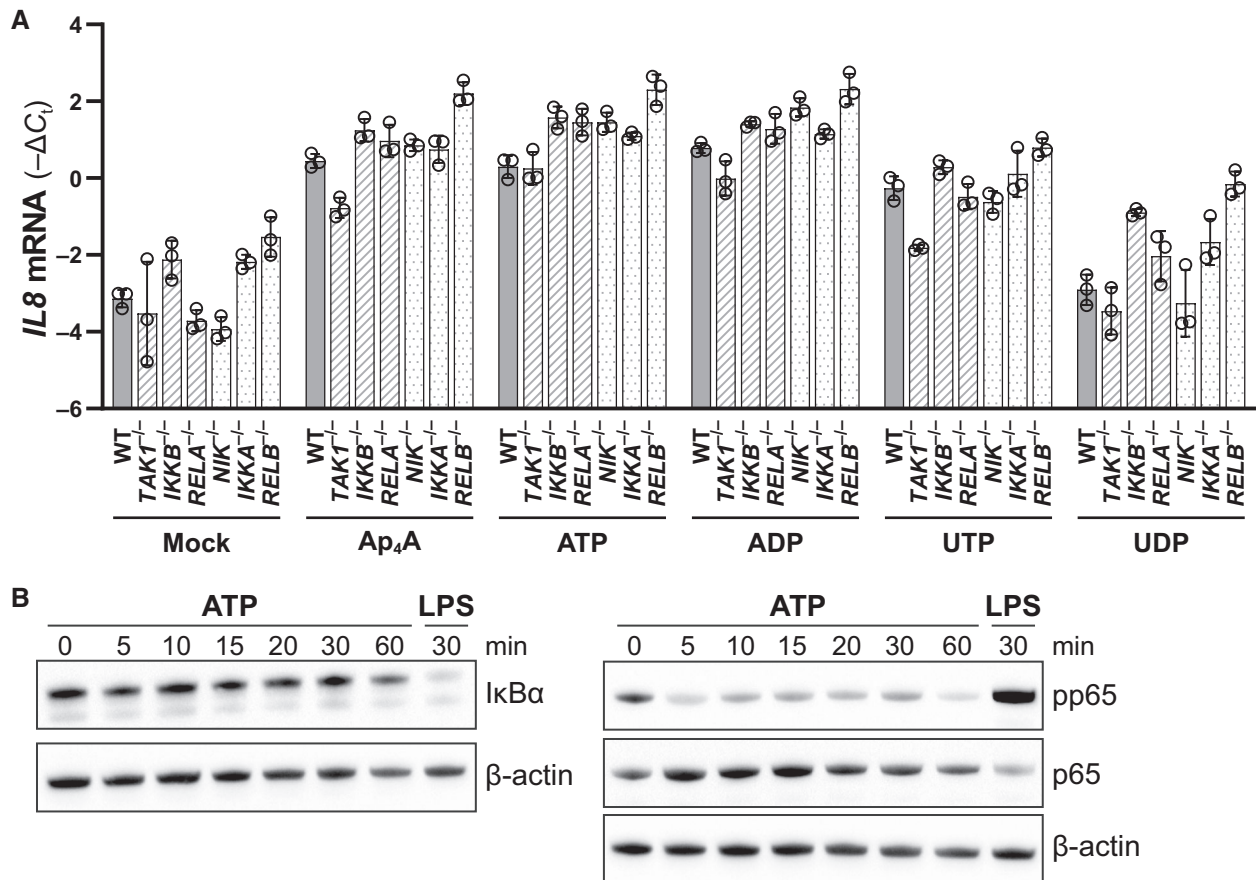 A
IL8 mRNA (–ΔCt)
4
2
0
–2
–4
–6
WT TAK1–/– IKKB–/– RELA–/– NIK–/– IKKA–/– RELB–/– WT TAK1–/– IKKB–/– RELA–/– NIK–/– IKKA–/– RELB–/– WT TAK1–/– IKKB–/– RELA–/– NIK–/– IKKA–/– RELB–/– WT TAK1–/– IKKB–/– RELA–/– NIK–/– IKKA–/– RELB–/– WT TAK1–/– IKKB–/– RELA–/– NIK–/– IKKA–/– RELB–/– WT TAK1–/– IKKB–/– RELA–/– NIK–/– IKKA–/– RELB–/–
Mock Ap4A ATP ADP UTP UDP
B
ATP LPS
0 5 10 15 20 30 60 30 min
IκBα
β-actin
ATP LPS
0 5 10 15 20 30 60 30 min
pp65
p65
β-actin